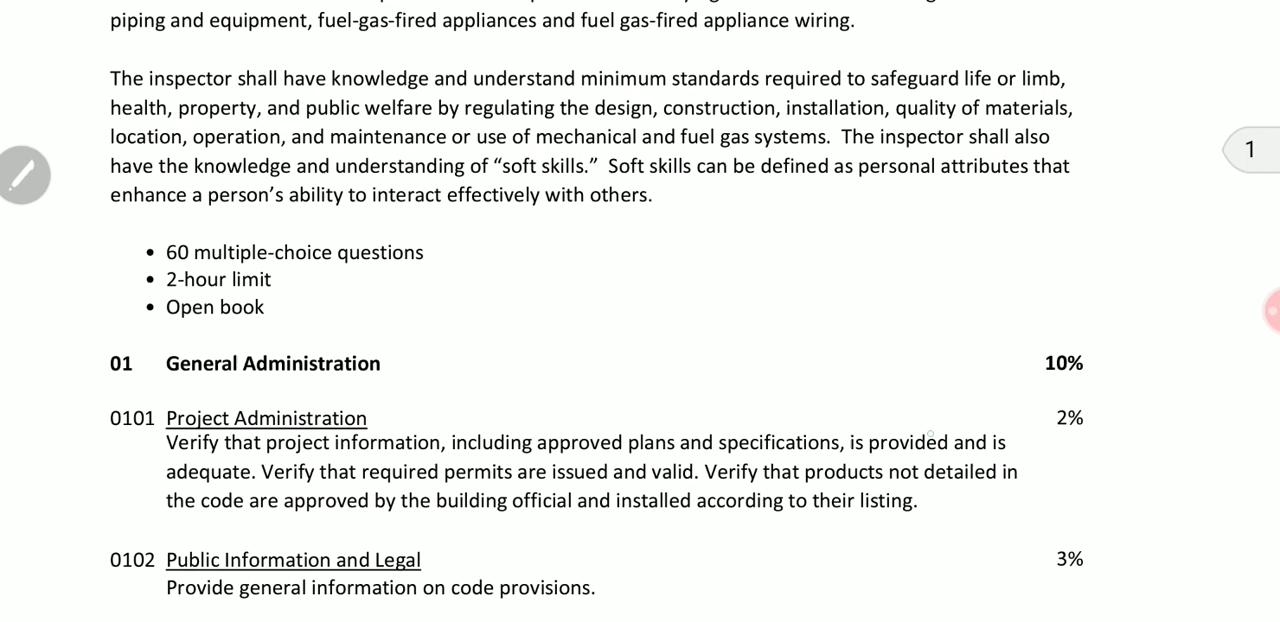 piping and equipment, fuel-gas-fired appliances and fuel gas-fired appliance wiring.
The inspector shall have knowledge and understand minimum standards required to safeguard life or limb,
health, property, and public welfare by regulating the design, construction, installation, quality of materials,
location, operation, and maintenance or use of mechanical and fuel gas systems.  The inspector shall also
have the knowledge and understanding of “soft skills.”  Soft skills can be defined as personal attributes that
enhance a person’s ability to interact effectively with others.
1
• 60 multiple-choice questions
• 2-hour limit
• Open book
01 General Administration 10%
0101 Project Administration 2%
Verify that project information, including approved plans and specifications, is provided and is
adequate. Verify that required permits are issued and valid. Verify that products not detailed in
the code are approved by the building official and installed according to their listing.
0102 Public Information and Legal 3%
Provide general information on code provisions.